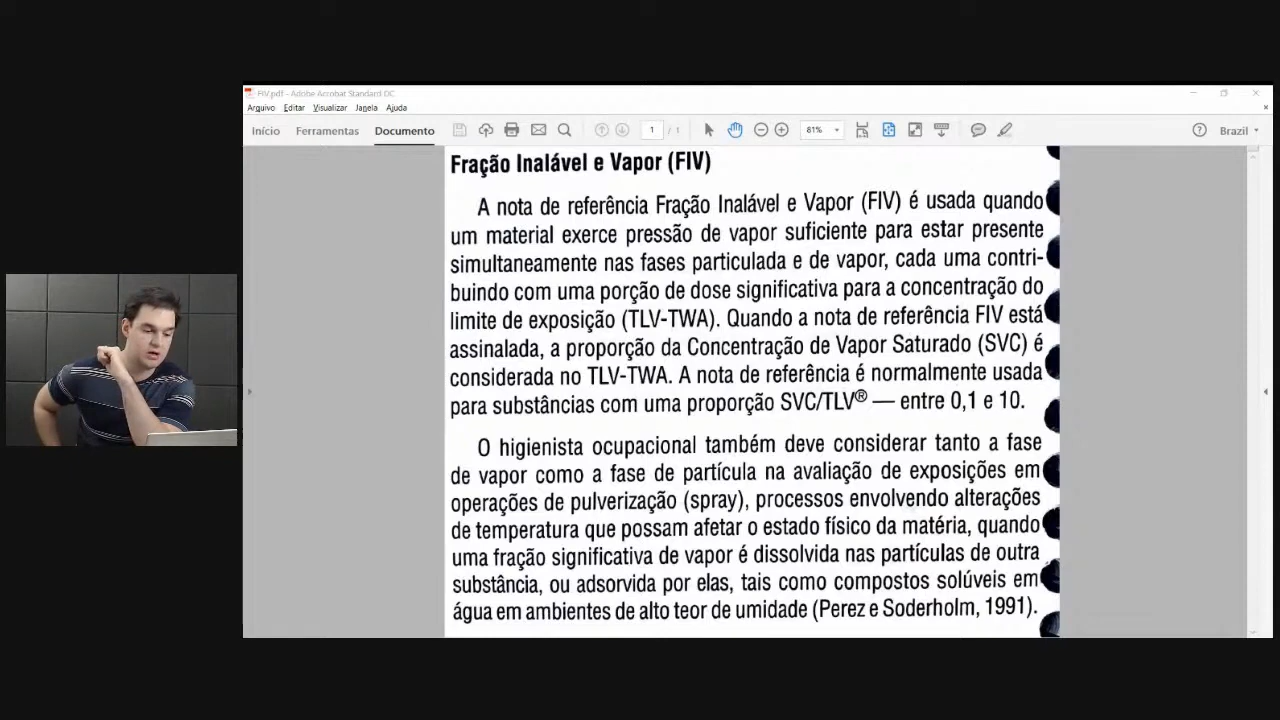 FIV.pdf - Adobe Acrobat Standard DC
Arquivo Editar Visualizar Janela Ajuda
Início Ferramentas Documento 1 / 1 81% Brazil
Fração Inalável e Vapor (FIV)
A nota de referência Fração Inalável e Vapor (FIV) é usada quando
um material exerce pressão de vapor suficiente para estar presente
simultaneamente nas fases particulada e de vapor, cada uma contri-
buindo com uma porção de dose significativa para a concentração do
limite de exposição (TLV-TWA). Quando a nota de referência FIV está
assinalada, a proporção da Concentração de Vapor Saturado (SVC) é
considerada no TLV-TWA. A nota de referência é normalmente usada
para substâncias com uma proporção SVC/TLV® — entre 0,1 e 10.
O higienista ocupacional também deve considerar tanto a fase
de vapor como a fase de partícula na avaliação de exposições em
operações de pulverização (spray), processos envolvendo alterações
de temperatura que possam afetar o estado físico da matéria, quando
uma fração significativa de vapor é dissolvida nas partículas de outra
substância, ou adsorvida por elas, tais como compostos solúveis em
água em ambientes de alto teor de umidade (Perez e Soderholm, 1991).